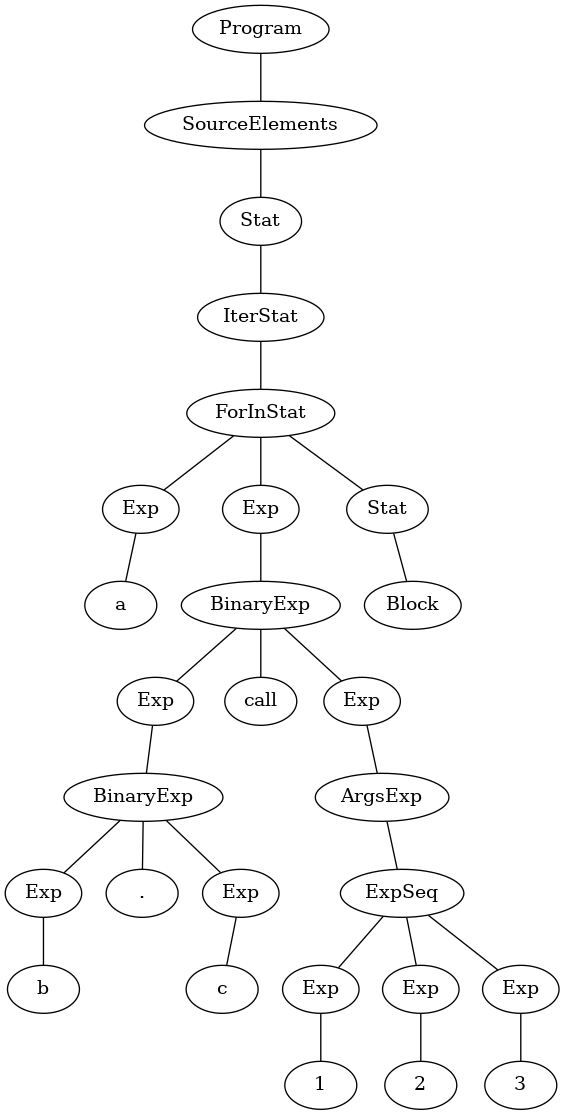 Program
SourceElements
Stat
IterStat
ForInStat
Exp Exp Stat
a BinaryExp Block
Exp call Exp
BinaryExp ArgsExp
Exp . Exp ExpSeq
b c Exp Exp Exp
1 2 3